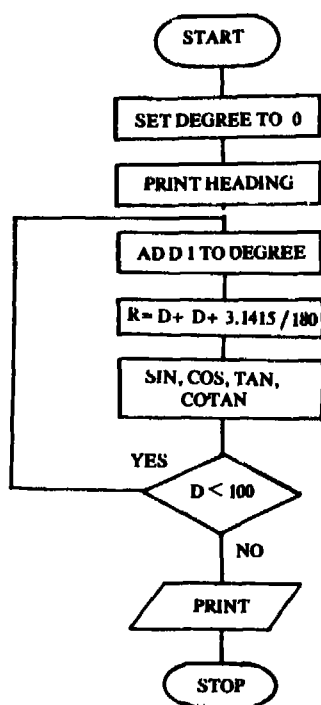 START
SET DEGREE TO 0
PRINT HEADING
ADD 1 TO DEGREE
R= D+ D+ 3.1415/180
SIN, COS, TAN,
COTAN
YES
D < 100
NO
PRINT
STOP